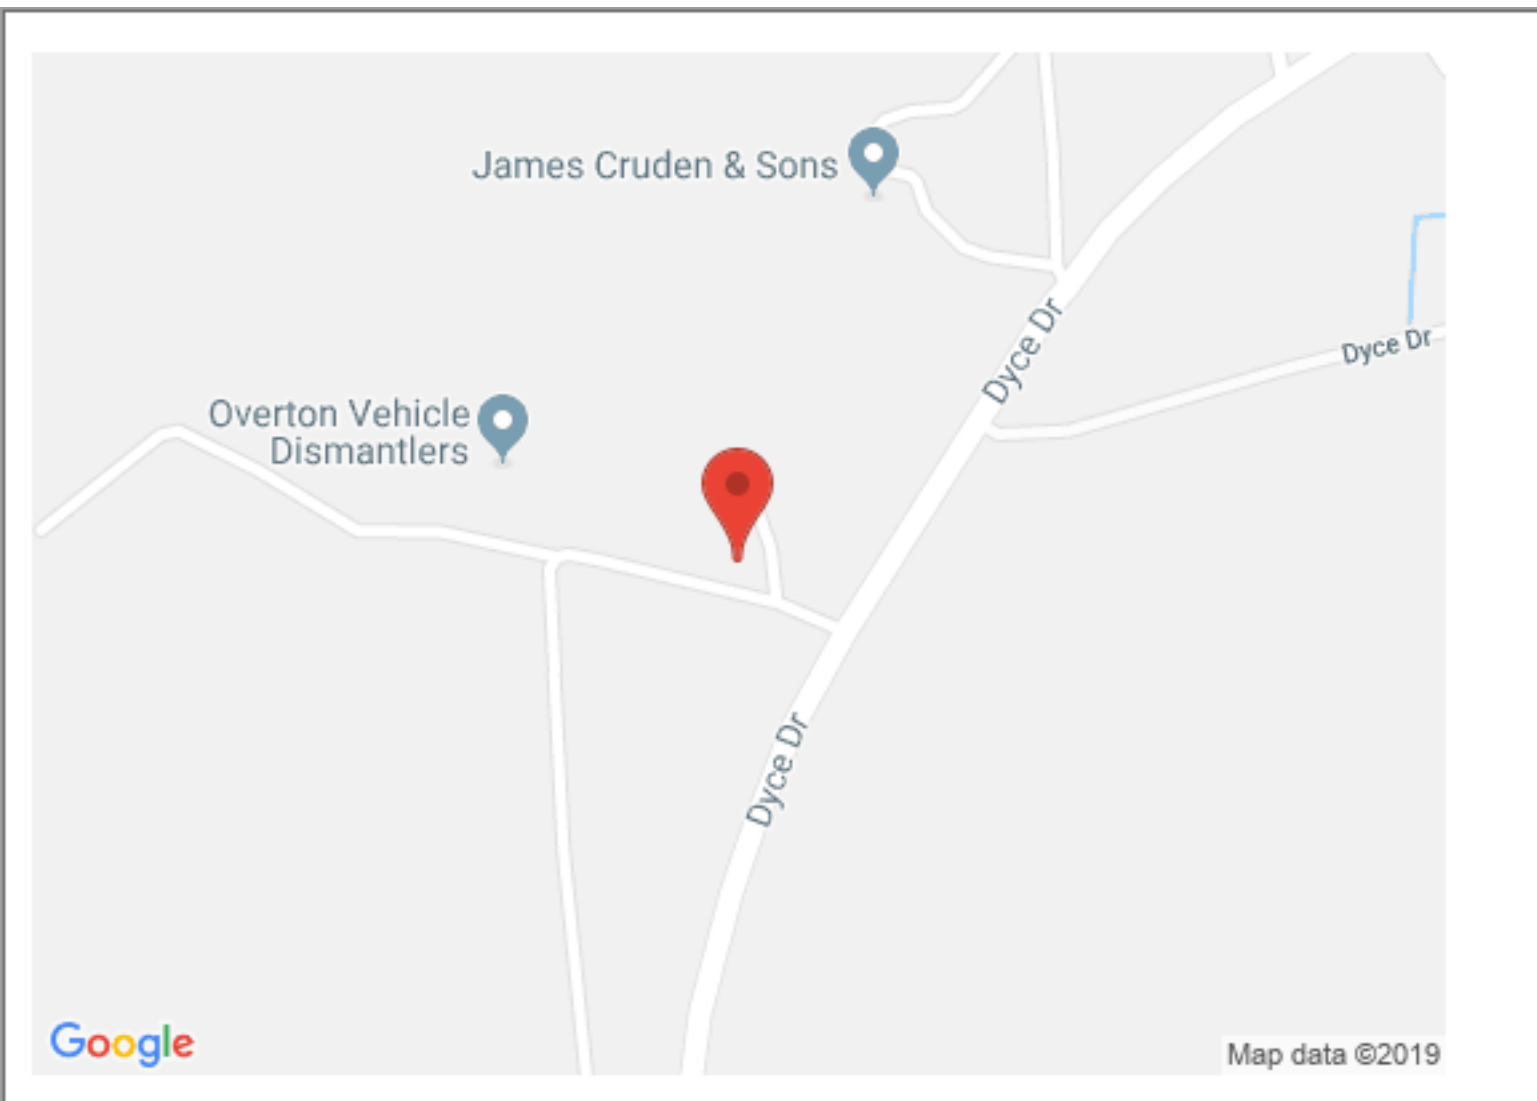 James Cruden & Sons
Dyce Dr
Dyce Dr
Overton Vehicle
Dismantlers
Dyce Dr
Google
Map data ©2019